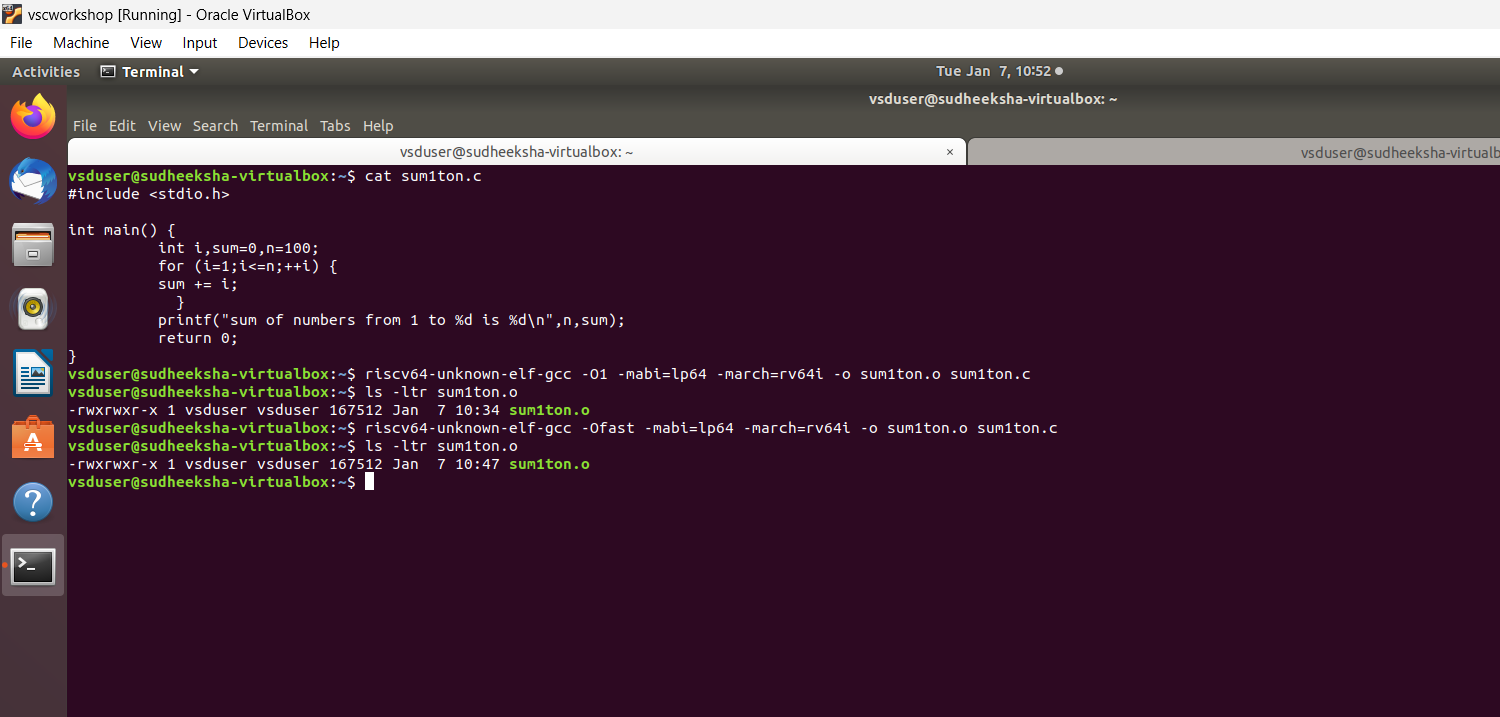 vscworkshop [Running] - Oracle VirtualBox
File Machine View Input Devices Help
Activities Terminal Tue Jan 7, 10:52
vsduser@sudheeksha-virtualbox: ~
File Edit View Search Terminal Tabs Help
vsduser@sudheeksha-virtualbox: ~ × vsduser@sudheeksha-virtualb
vsduser@sudheeksha-virtualbox:~$ cat sum1ton.c
#include <stdio.h>
int main() {
int i,sum=0,n=100;
for (i=1;i<=n;++i) {
sum += i;
}
printf("sum of numbers from 1 to %d is %d\n",n,sum);
return 0;
}
vsduser@sudheeksha-virtualbox:~$ riscv64-unknown-elf-gcc -O1 -mabi=lp64 -march=rv64i -o sum1ton.o sum1ton.c
vsduser@sudheeksha-virtualbox:~$ ls -ltr sum1ton.o
-rwxrwxr-x 1 vsduser vsduser 167512 Jan  7 10:34 sum1ton.o
vsduser@sudheeksha-virtualbox:~$ riscv64-unknown-elf-gcc -Ofast -mabi=lp64 -march=rv64i -o sum1ton.o sum1ton.c
vsduser@sudheeksha-virtualbox:~$ ls -ltr sum1ton.o
-rwxrwxr-x 1 vsduser vsduser 167512 Jan  7 10:47 sum1ton.o
vsduser@sudheeksha-virtualbox:~$